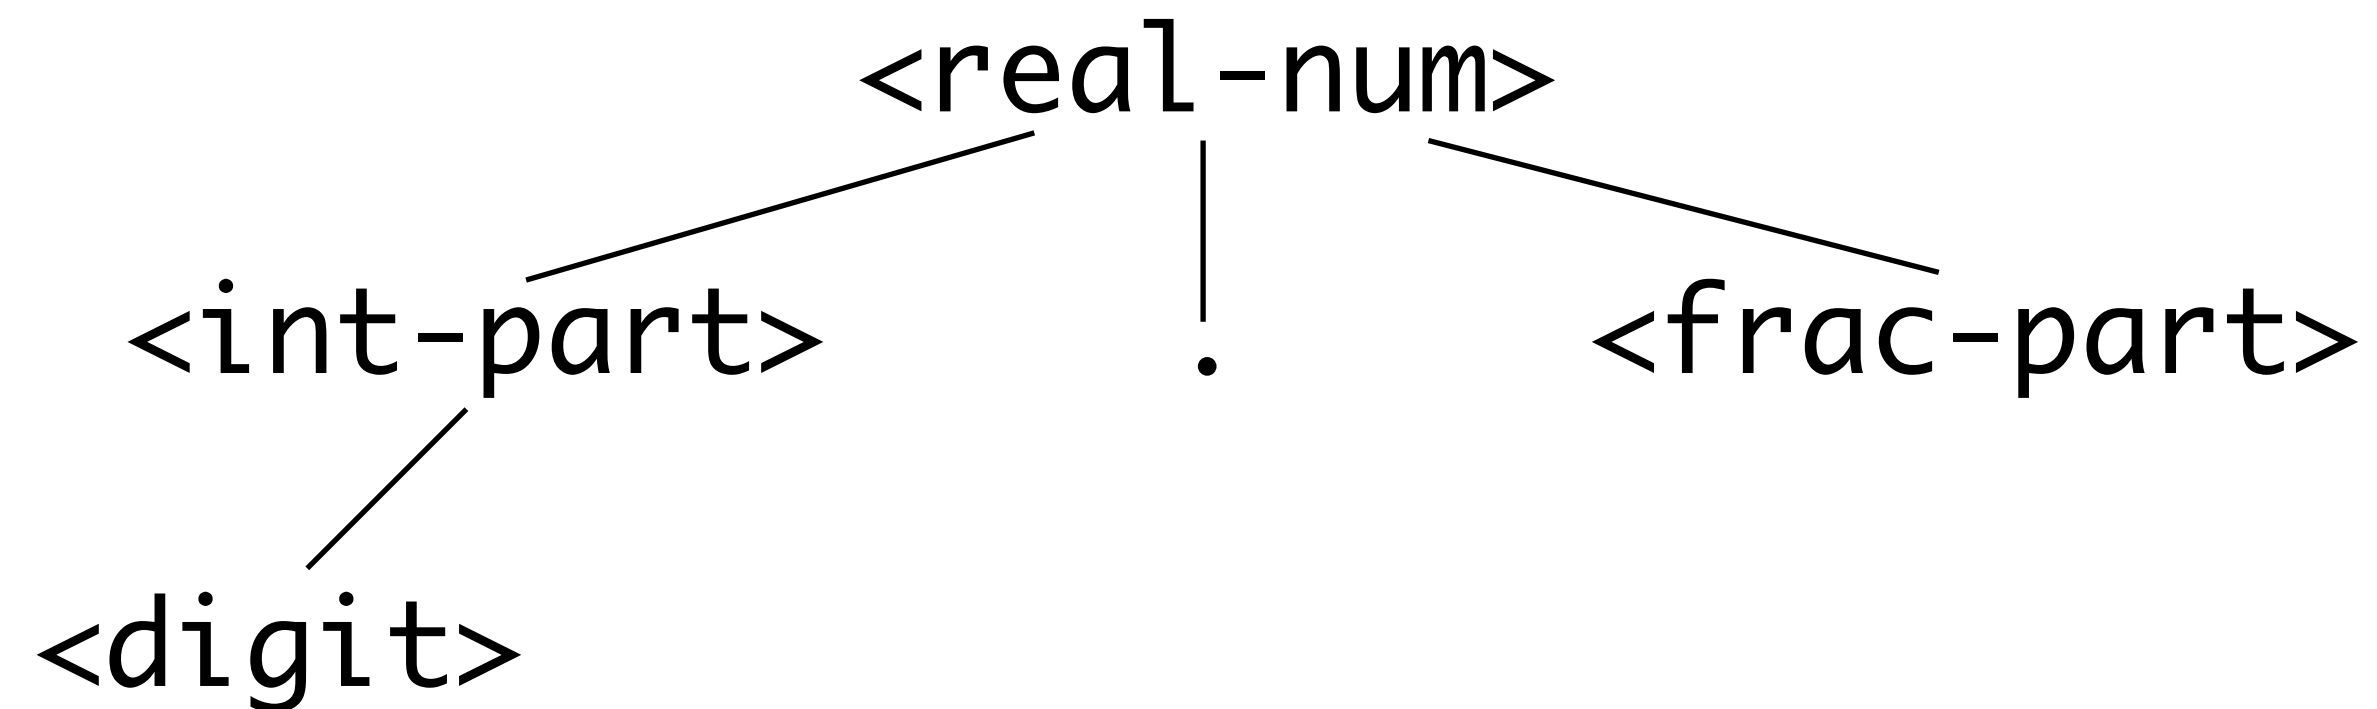 <real-num>
<int-part> . <frac-part>
<digit>